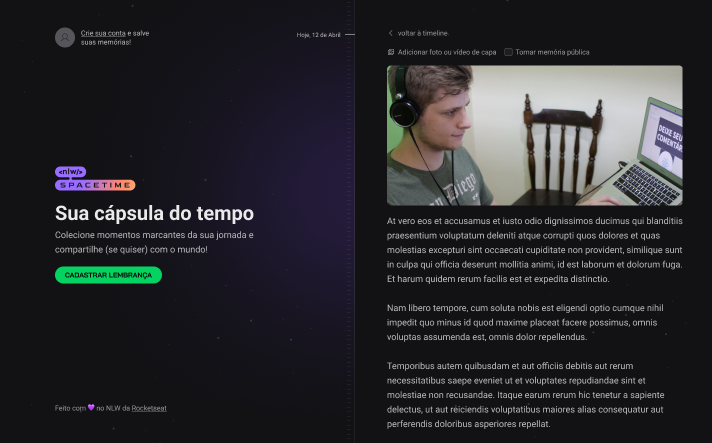 Crie sua conta e salve
suas memórias!
Hoje, 12 de Abril
<nlw/>
SPACETIME
Sua cápsula do tempo
Colecione momentos marcantes da sua jornada e
compartilhe (se quiser) com o mundo!
CADASTRAR LEMBRANÇA
Feito com 💜 no NLW da Rocketseat
voltar à timeline
Adicionar foto ou vídeo de capa
Tornar memória pública
DEIXE SEU
COMENTÁR
At vero eos et accusamus et iusto odio dignissimos ducimus qui blanditiis
praesentium voluptatum deleniti atque corrupti quos dolores et quas
molestias excepturi sint occaecati cupiditate non provident, similique sunt
in culpa qui officia deserunt mollitia animi, id est laborum et dolorum fuga.
Et harum quidem rerum facilis est et expedita distinctio.
Nam libero tempore, cum soluta nobis est eligendi optio cumque nihil
impedit quo minus id quod maxime placeat facere possimus, omnis
voluptas assumenda est, omnis dolor repellendus.
Temporibus autem quibusdam et aut officiis debitis aut rerum
necessitatibus saepe eveniet ut et voluptates repudiandae sint et
molestiae non recusandae. Itaque earum rerum hic tenetur a sapiente
delectus, ut aut reiciendis voluptatibus maiores alias consequatur aut
perferendis doloribus asperiores repellat.